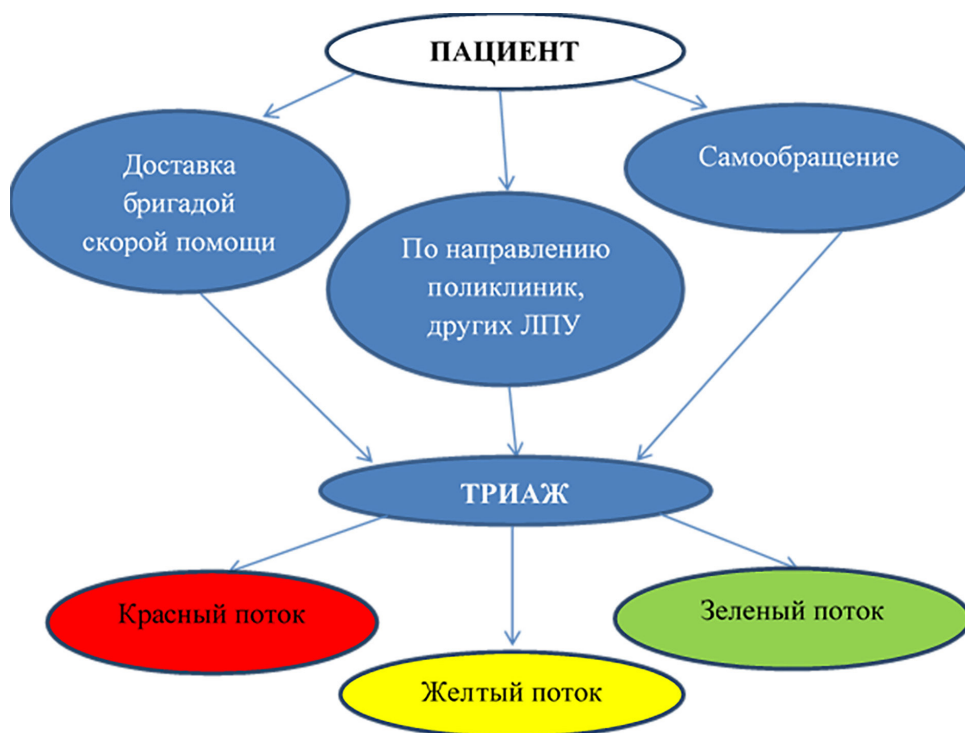 ПАЦИЕНТ
Доставка
бригадой
скорой помощи
По направлению
поликлиник,
других ЛПУ
Самообращение
ТРИАЖ
Красный поток
Желтый поток
Зеленый поток